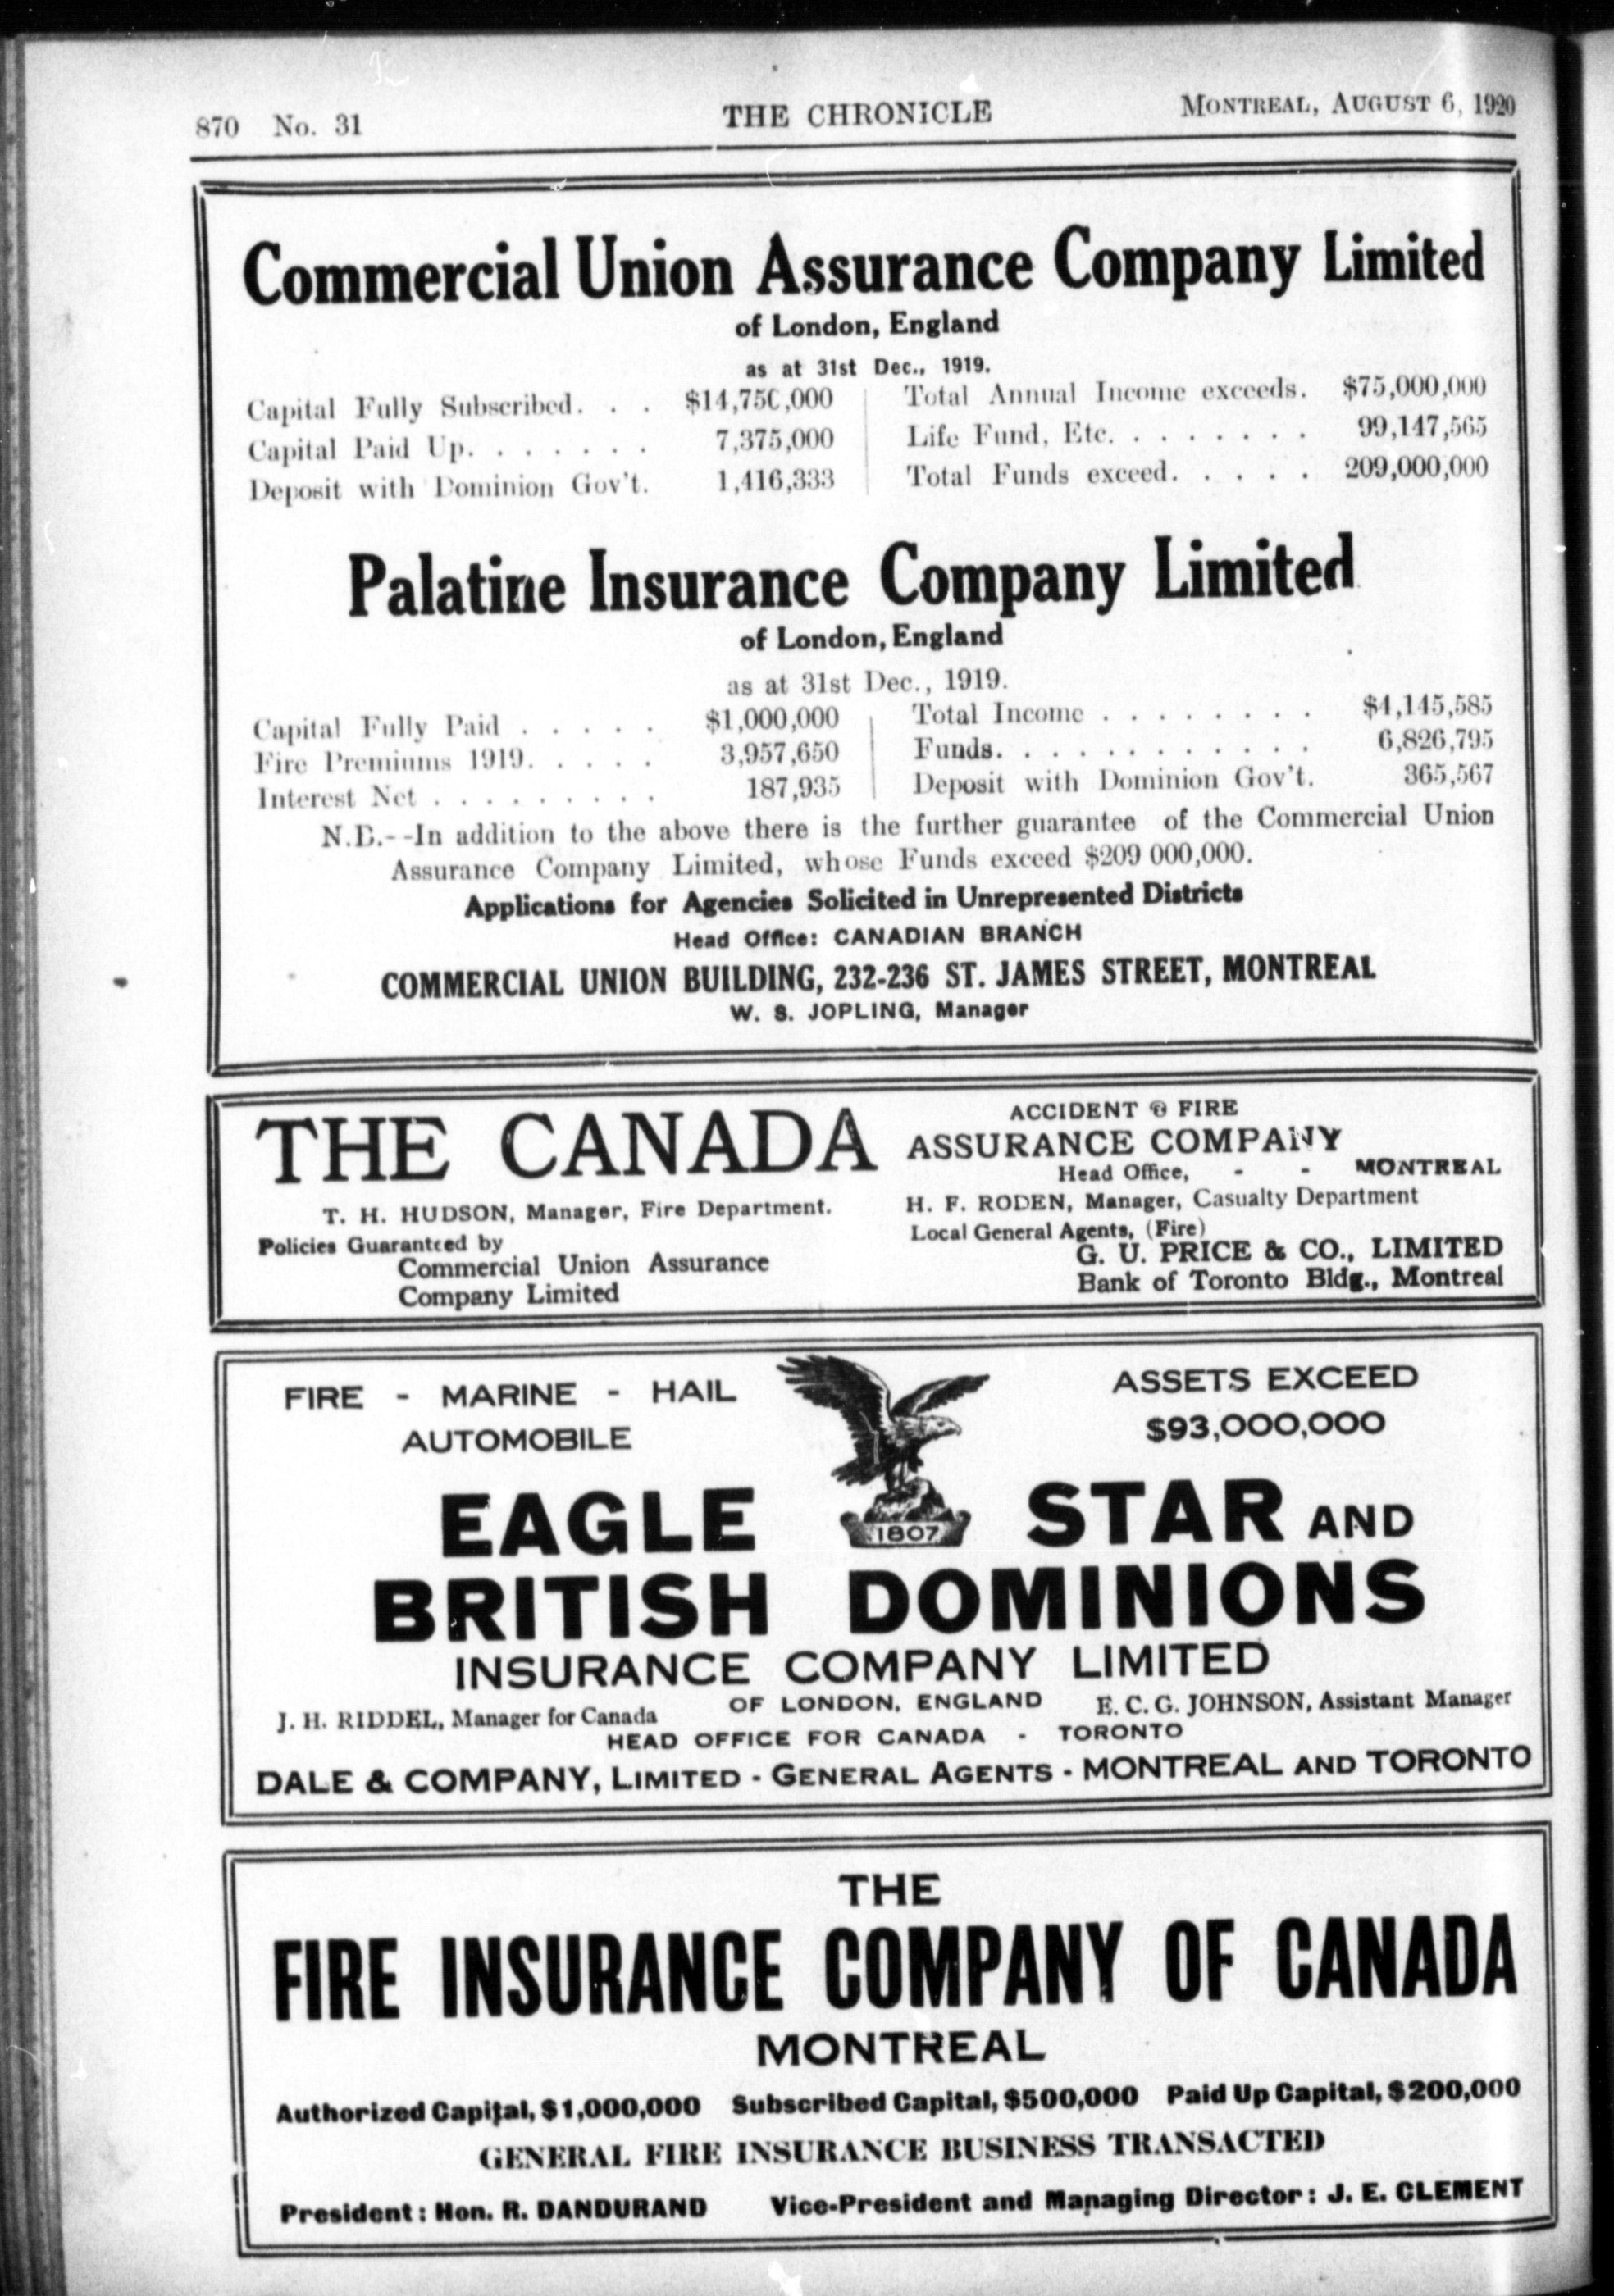 870 No. 31
THE CHRONICLE
MONTREAL, AUGUST 6, 1920
Commercial Union Assurance Company Limited
of London, England
as at 31st Dec., 1919.
Capital Fully Subscribed. . . $14,750,000
Capital Paid Up. . . . . . . 7,375,000
Deposit with Dominion Gov't. 1,416,333
Total Annual Income exceeds. $75,000,000
Life Fund, Etc. . . . . . . . 99,147,565
Total Funds exceed. . . . . 209,000,000
Palatine Insurance Company Limited
of London, England
as at 31st Dec., 1919.
Capital Fully Paid . . . . . $1,000,000
Fire Premiums 1919. . . . . 3,957,650
Interest Net . . . . . . . . . 187,935
Total Income . . . . . . . . $4,145,585
Funds. . . . . . . . . . . . 6,826,795
Deposit with Dominion Gov't. 365,567
N.B.--In addition to the above there is the further guarantee of the Commercial Union
Assurance Company Limited, whose Funds exceed $209 000,000.
Applications for Agencies Solicited in Unrepresented Districts
Head Office: CANADIAN BRANCH
COMMERCIAL UNION BUILDING, 232-236 ST. JAMES STREET, MONTREAL
W. S. JOPLING, Manager
THE CANADA
ACCIDENT & FIRE
ASSURANCE COMPANY
Head Office, - - MONTREAL
T. H. HUDSON, Manager, Fire Department.
H. F. RODEN, Manager, Casualty Department
Policies Guaranteed by
Commercial Union Assurance
Company Limited
Local General Agents, (Fire)
G. U. PRICE & CO., LIMITED
Bank of Toronto Bldg., Montreal
FIRE - MARINE - HAIL
AUTOMOBILE
ASSETS EXCEED
$93,000,000
1807
EAGLE STAR AND
BRITISH DOMINIONS
INSURANCE COMPANY LIMITED
OF LONDON, ENGLAND
J. H. RIDDEL, Manager for Canada
E. C. G. JOHNSON, Assistant Manager
HEAD OFFICE FOR CANADA - TORONTO
DALE & COMPANY, LIMITED - GENERAL AGENTS - MONTREAL AND TORONTO
THE
FIRE INSURANCE COMPANY OF CANADA
MONTREAL
Authorized Capital, $1,000,000 Subscribed Capital, $500,000 Paid Up Capital, $200,000
GENERAL FIRE INSURANCE BUSINESS TRANSACTED
President: Hon. R. DANDURAND Vice-President and Managing Director: J. E. CLEMENT